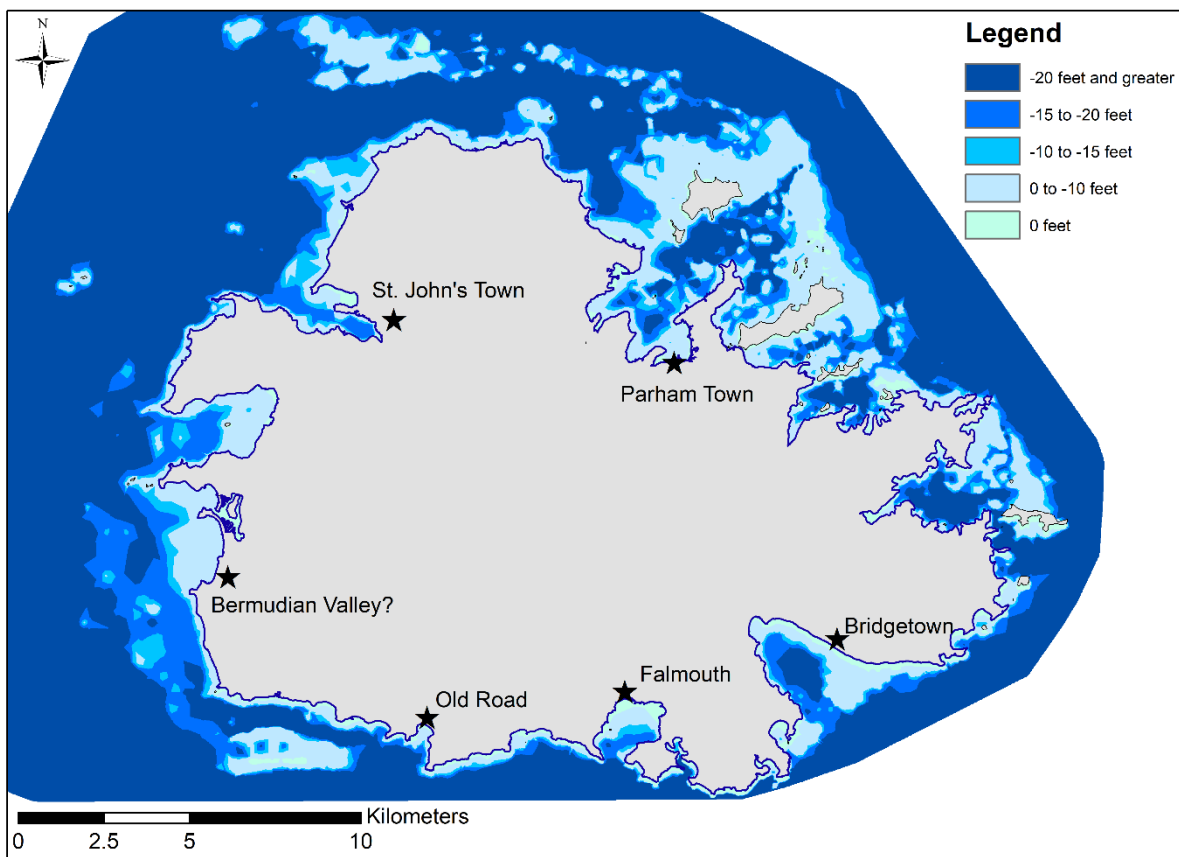 N
Legend
-20 feet and greater
-15 to -20 feet
-10 to -15 feet
0 to -10 feet
0 feet
St. John's Town
Parham Town
Bermudian Valley?
Bridgetown
Falmouth
Old Road
Kilometers
0 2.5 5 10